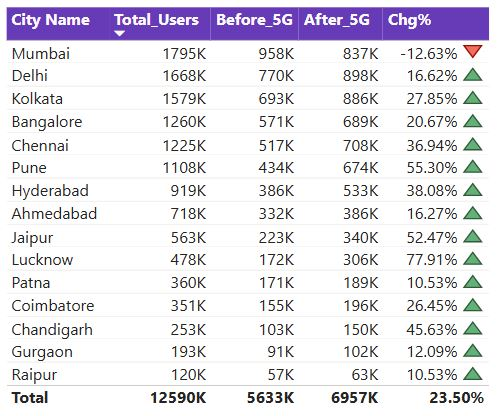 City Name Total_Users Before_5G After_5G Chg%
Mumbai 1795K 958K 837K -12.63%
Delhi 1668K 770K 898K 16.62%
Kolkata 1579K 693K 886K 27.85%
Bangalore 1260K 571K 689K 20.67%
Chennai 1225K 517K 708K 36.94%
Pune 1108K 434K 674K 55.30%
Hyderabad 919K 386K 533K 38.08%
Ahmedabad 718K 332K 386K 16.27%
Jaipur 563K 223K 340K 52.47%
Lucknow 478K 172K 306K 77.91%
Patna 360K 171K 189K 10.53%
Coimbatore 351K 155K 196K 26.45%
Chandigarh 253K 103K 150K 45.63%
Gurgaon 193K 91K 102K 12.09%
Raipur 120K 57K 63K 10.53%
Total 12590K 5633K 6957K 23.50%